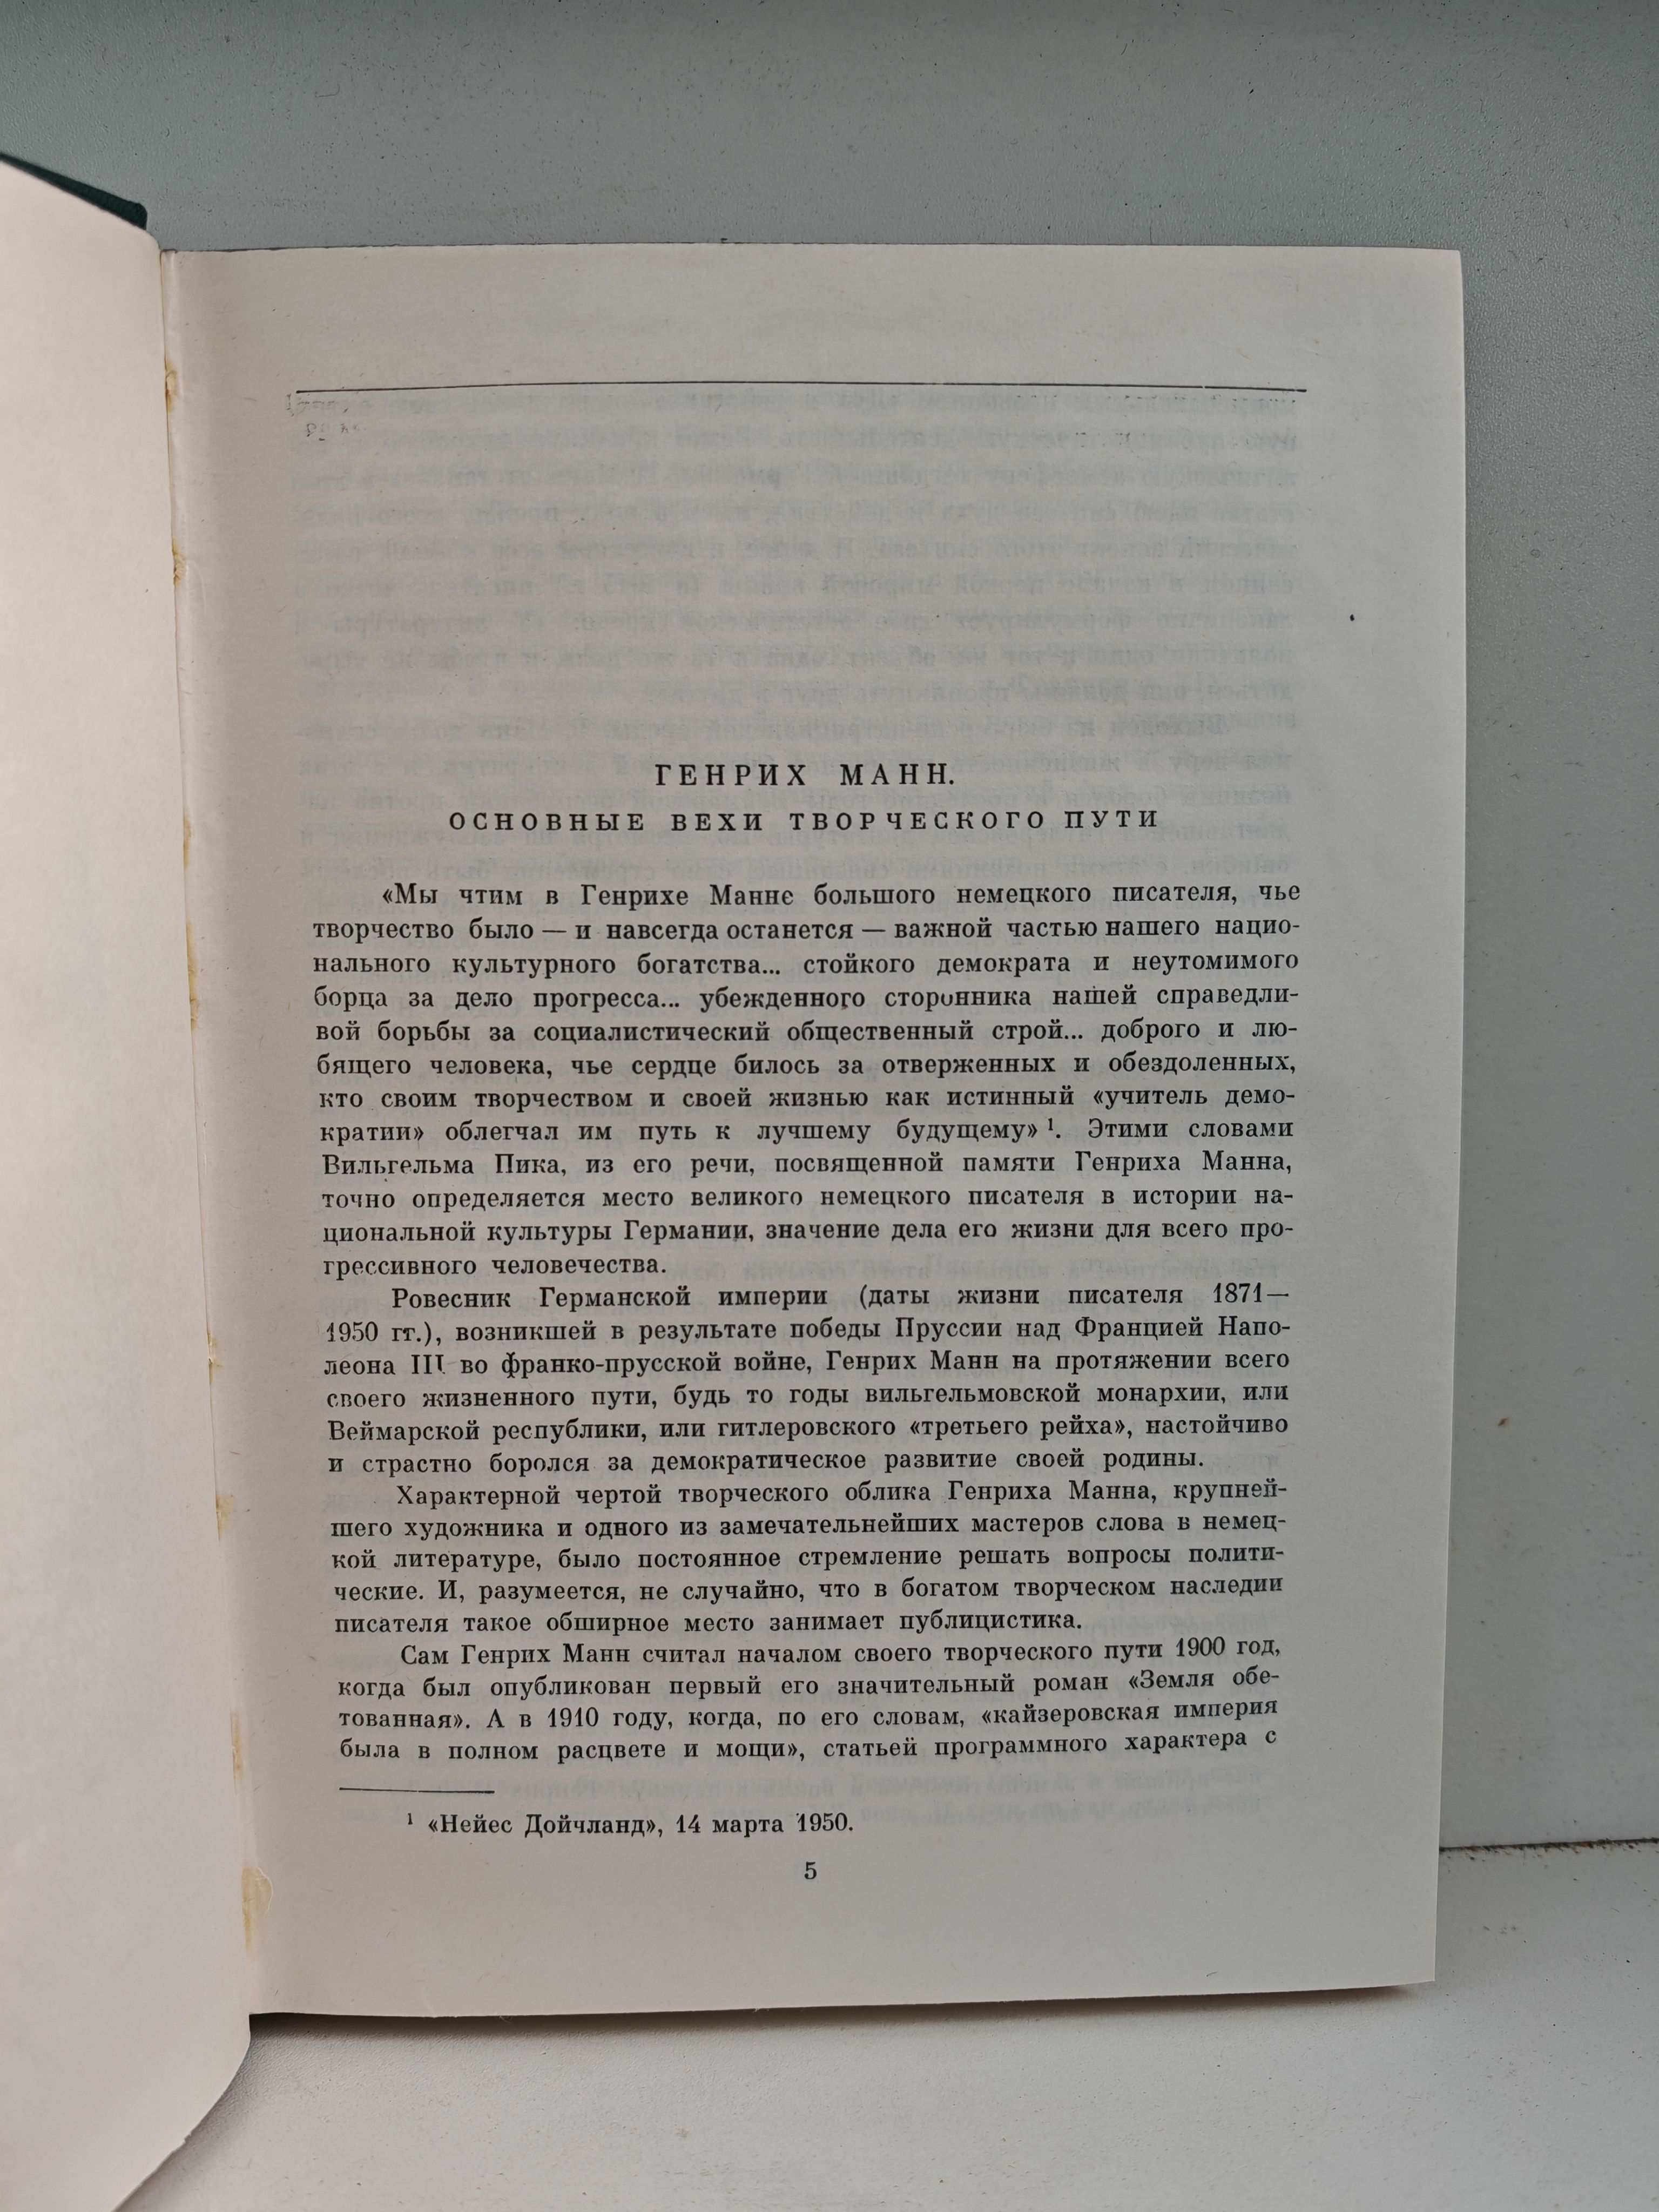 ГЕНРИХ МАНН.
ОСНОВНЫЕ ВЕХИ ТВОРЧЕСКОГО ПУТИ
«Мы чтим в Генрихе Манне большого немецкого писателя, чье
творчество было — и навсегда останется — важной частью нашего нацио-
нального культурного богатства... стойкого демократа и неутомимого
борца за дело прогресса... убежденного сторонника нашей справедли-
вой борьбы за социалистический общественный строй... доброго и лю-
бящего человека, чье сердце билось за отверженных и обездоленных,
кто своим творчеством и своей жизнью как истинный «учитель демо-
кратии» облегчал им путь к лучшему будущему» ¹. Этими словами
Вильгельма Пика, из его речи, посвященной памяти Генриха Манна,
точно определяется место великого немецкого писателя в истории на-
циональной культуры Германии, значение дела его жизни для всего про-
грессивного человечества.
Ровесник Германской империи (даты жизни писателя 1871—
1950 гг.), возникшей в результате победы Пруссии над Францией Напо-
леона III во франко-прусской войне, Генрих Манн на протяжении всего
своего жизненного пути, будь то годы вильгельмовской монархии, или
Веймарской республики, или гитлеровского «третьего рейха», настойчиво
и страстно боролся за демократическое развитие своей родины.
Характерной чертой творческого облика Генриха Манна, крупней-
шего художника и одного из замечательнейших мастеров слова в немец-
кой литературе, было постоянное стремление решать вопросы полити-
ческие. И, разумеется, не случайно, что в богатом творческом наследии
писателя такое обширное место занимает публицистика.
Сам Генрих Манн считал началом своего творческого пути 1900 год,
когда был опубликован первый его значительный роман «Земля обе-
тованная». А в 1910 году, когда, по его словам, «кайзеровская империя
была в полном расцвете и мощи», статьей программного характера с
¹ «Нейес Дойчланд», 14 марта 1950.
5